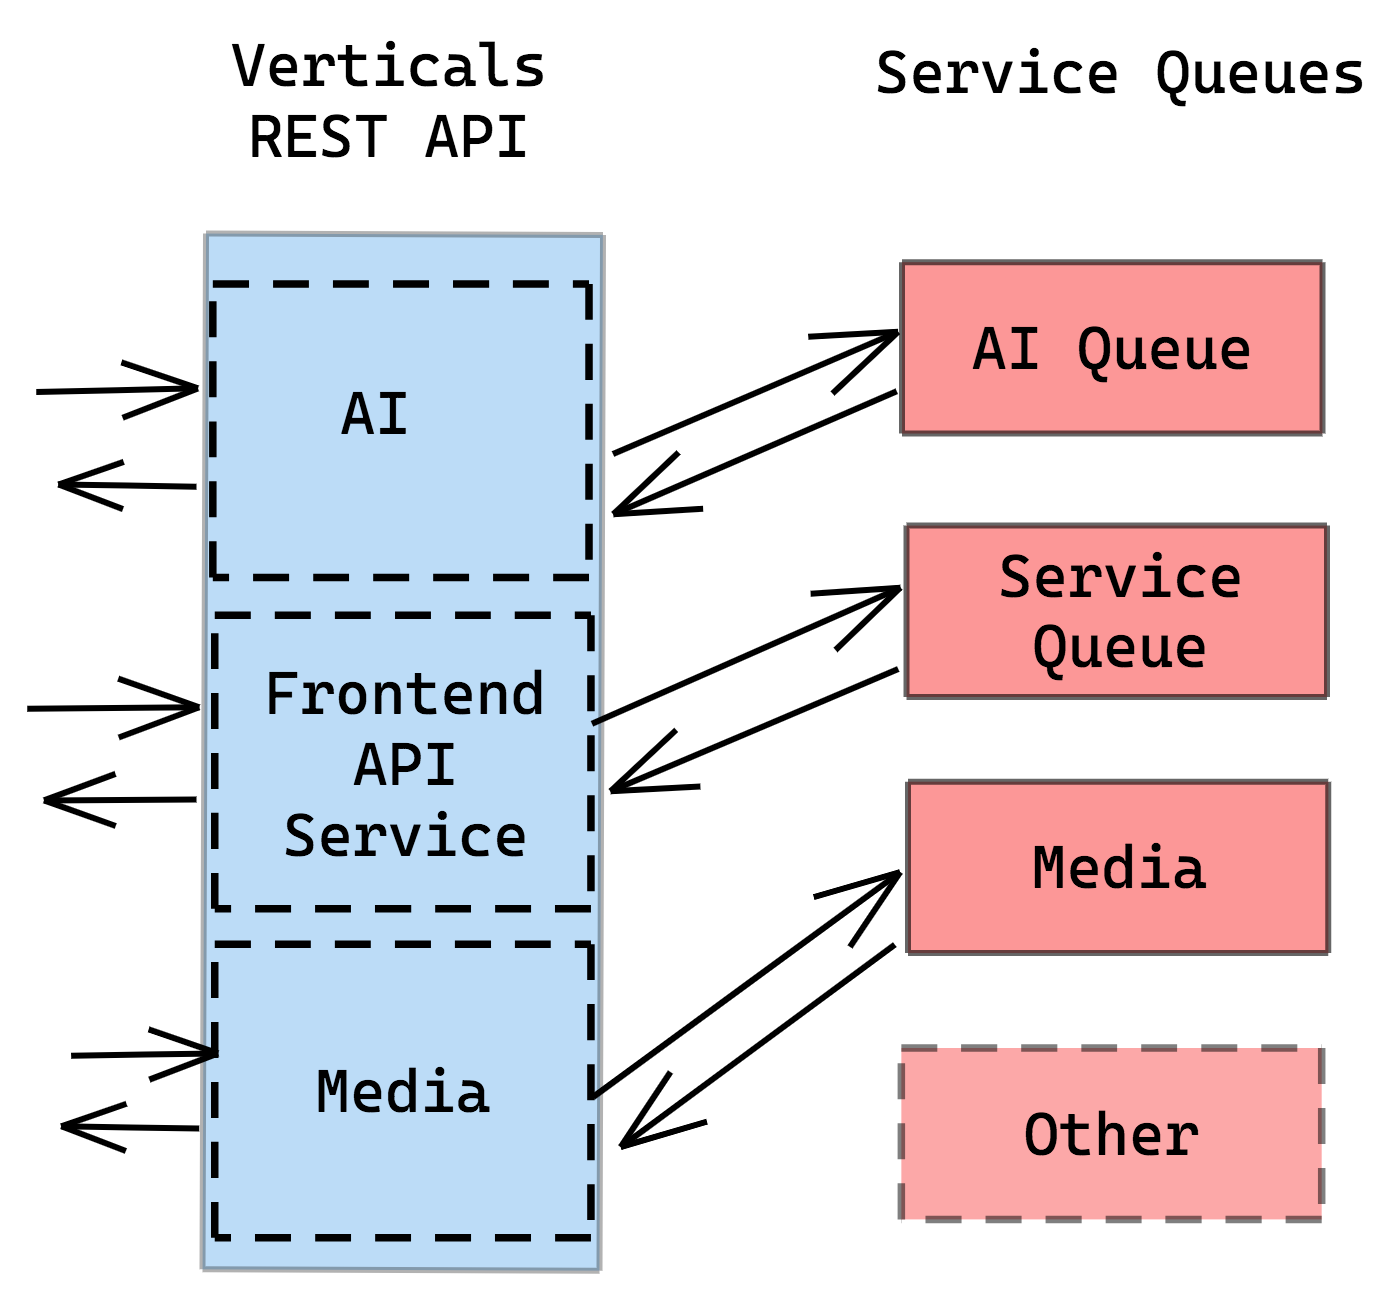 Verticals
REST API
Service Queues
AI
Frontend
API
Service
Media
AI Queue
Service
Queue
Media
Other